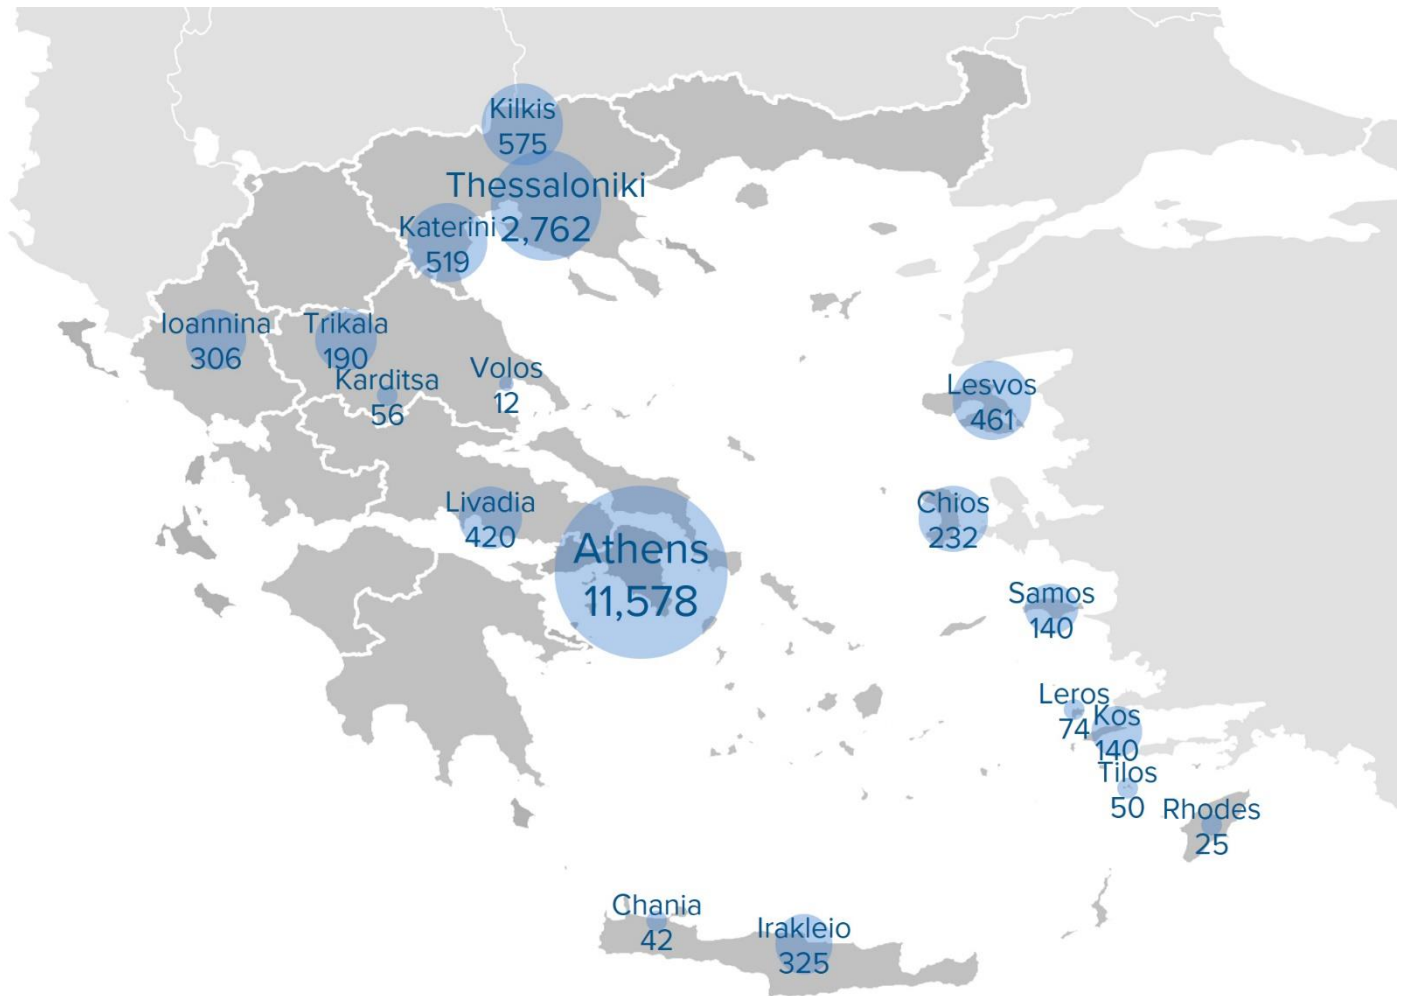 Kilkis
575
Thessaloniki
2,762
Katerini
519
Ioannina
306
Trikala
190
Karditsa
56
Volos
12
Lesvos
461
Livadia
420
Athens
11,578
Chios
232
Samos
140
Leros
74
Kos
140
Tilos
50
Rhodes
25
Chania
42
Irakleio
325